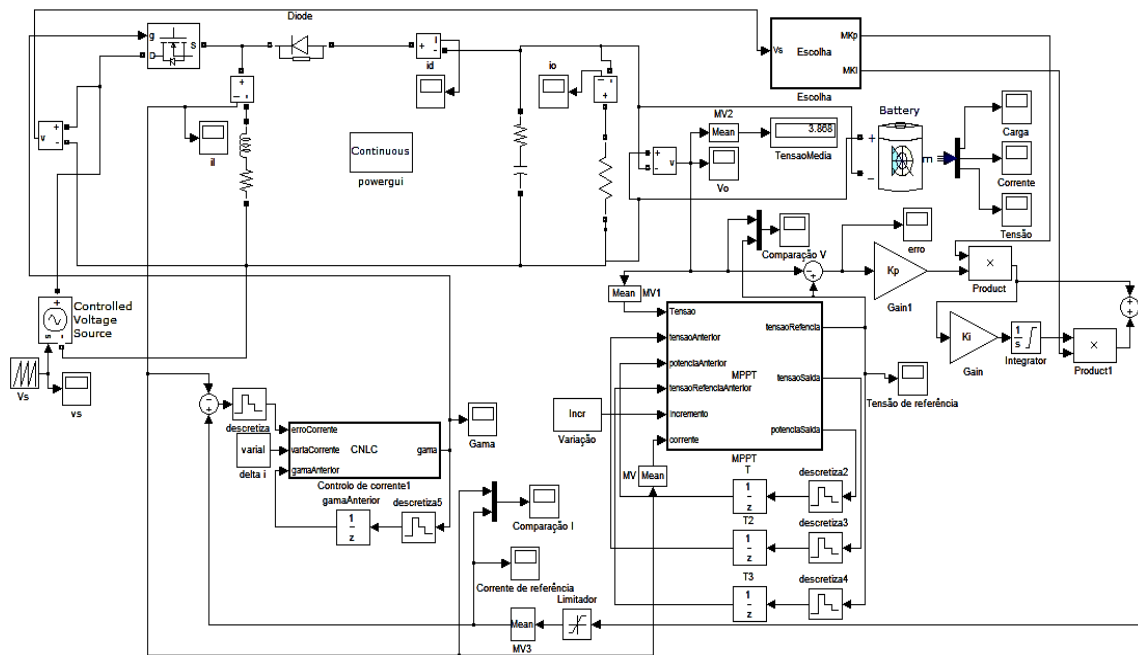 Diode
g
S
D
+
-
id
io
Vs
Escolha
MKp
MKI
Escolha
MV2
Mean
3.868
TensaoMedia
Battery
+
m
−
Carga
Corrente
Tensão
v
il
Continuous
powergui
v
Vo
Comparação V
erro
Kp
Gain1
Product
Ki
Gain
1
s
Integrator
Product1
Controlled
Voltage
Source
Vs
vs
Mean
MV1
Tensao
tensaoAnterior
potenciaAnterior
tensaoRefenciaAnterior
Incremento
corrente
MPPT
tensaoRefencia
tensaoSaida
potenciaSaida
MPPT
Tensão de referência
Incr
Variação
MV
Mean
descretiza
varial
delta i
erroCorrente
variaCorrente
gamaAnterior
CNLC
gama
Controlo de corrente1
Gama
gamaAnterior
1
z
descretiza5
Comparação I
Corrente de referência
T
1
z
descretiza2
T2
1
z
descretiza3
T3
1
z
descretiza4
Limitador
Mean
MV3